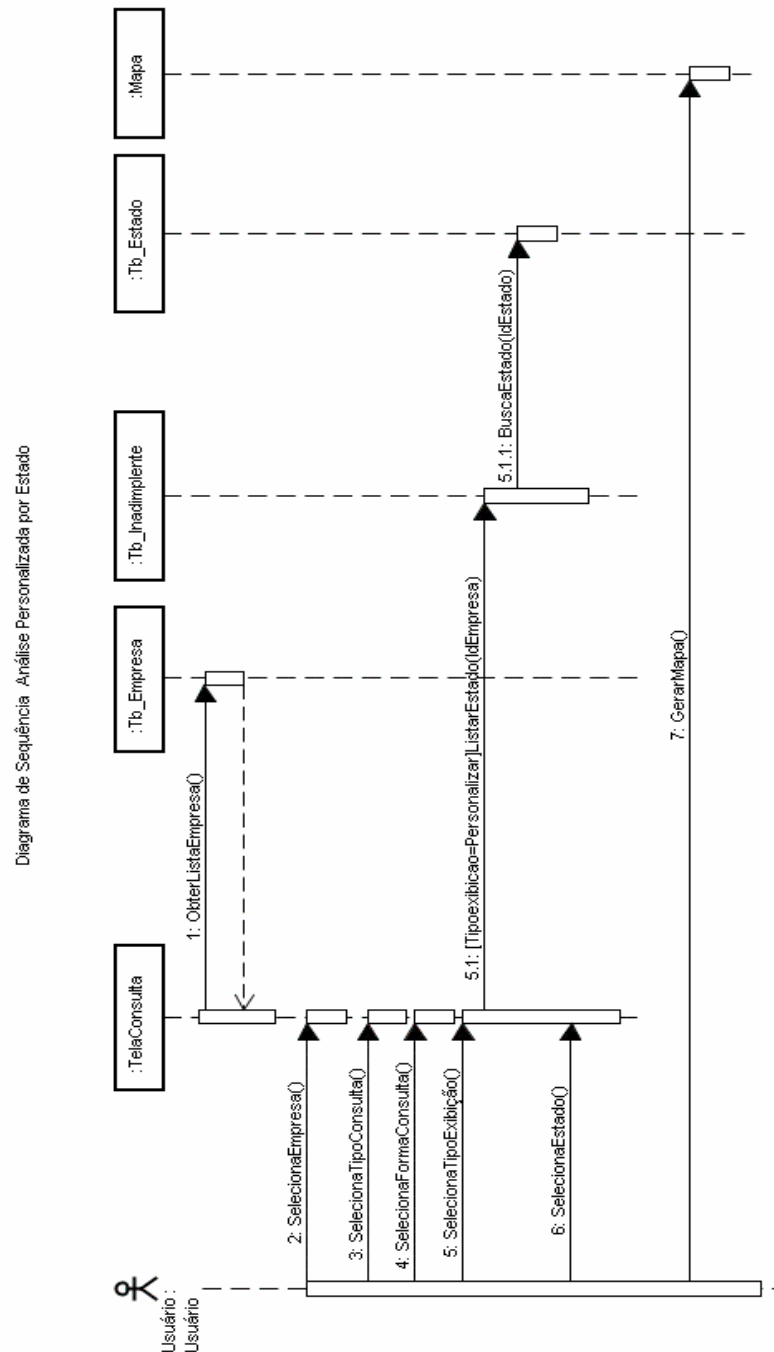 Diagrama de Sequência Análise Personalizada por Estado
Usuário :
Usuário
:TelaConsulta
:Tb_Empresa
:Tb_Inadimplente
:Tb_Estado
:Mapa
1: ObterListaEmpresa()
2: SelecionaEmpresa()
3: SelecionaTipoConsulta()
4: SelecionaFormaConsulta()
5: SelecionaTipoExibição()
5.1: [Tipoexibicao=Personalizar]ListarEstado(IdEmpresa)
5.1.1: BuscaEstado(IdEstado)
6: SelecionaEstado()
7: GerarMapa()